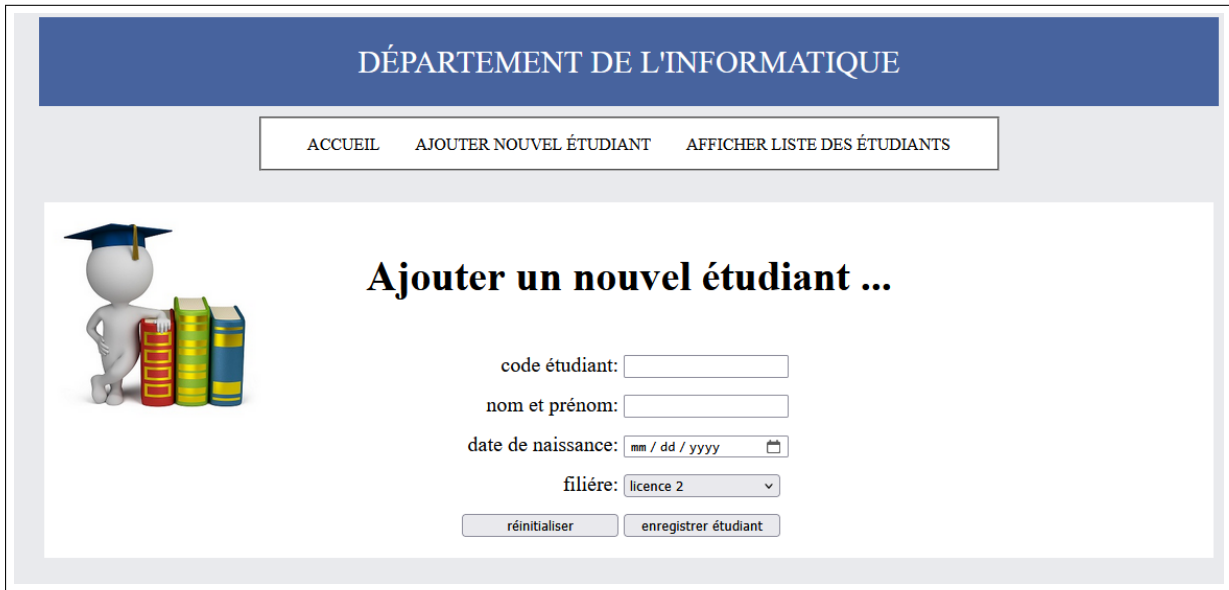 DÉPARTEMENT DE L'INFORMATIQUE
ACCUEIL AJOUTER NOUVEL ÉTUDIANT AFFICHER LISTE DES ÉTUDIANTS
Ajouter un nouvel étudiant ...
code étudiant:
nom et prénom:
date de naissance: mm / dd / yyyy
filiére: licence 2
réinitialiser enregistrer étudiant